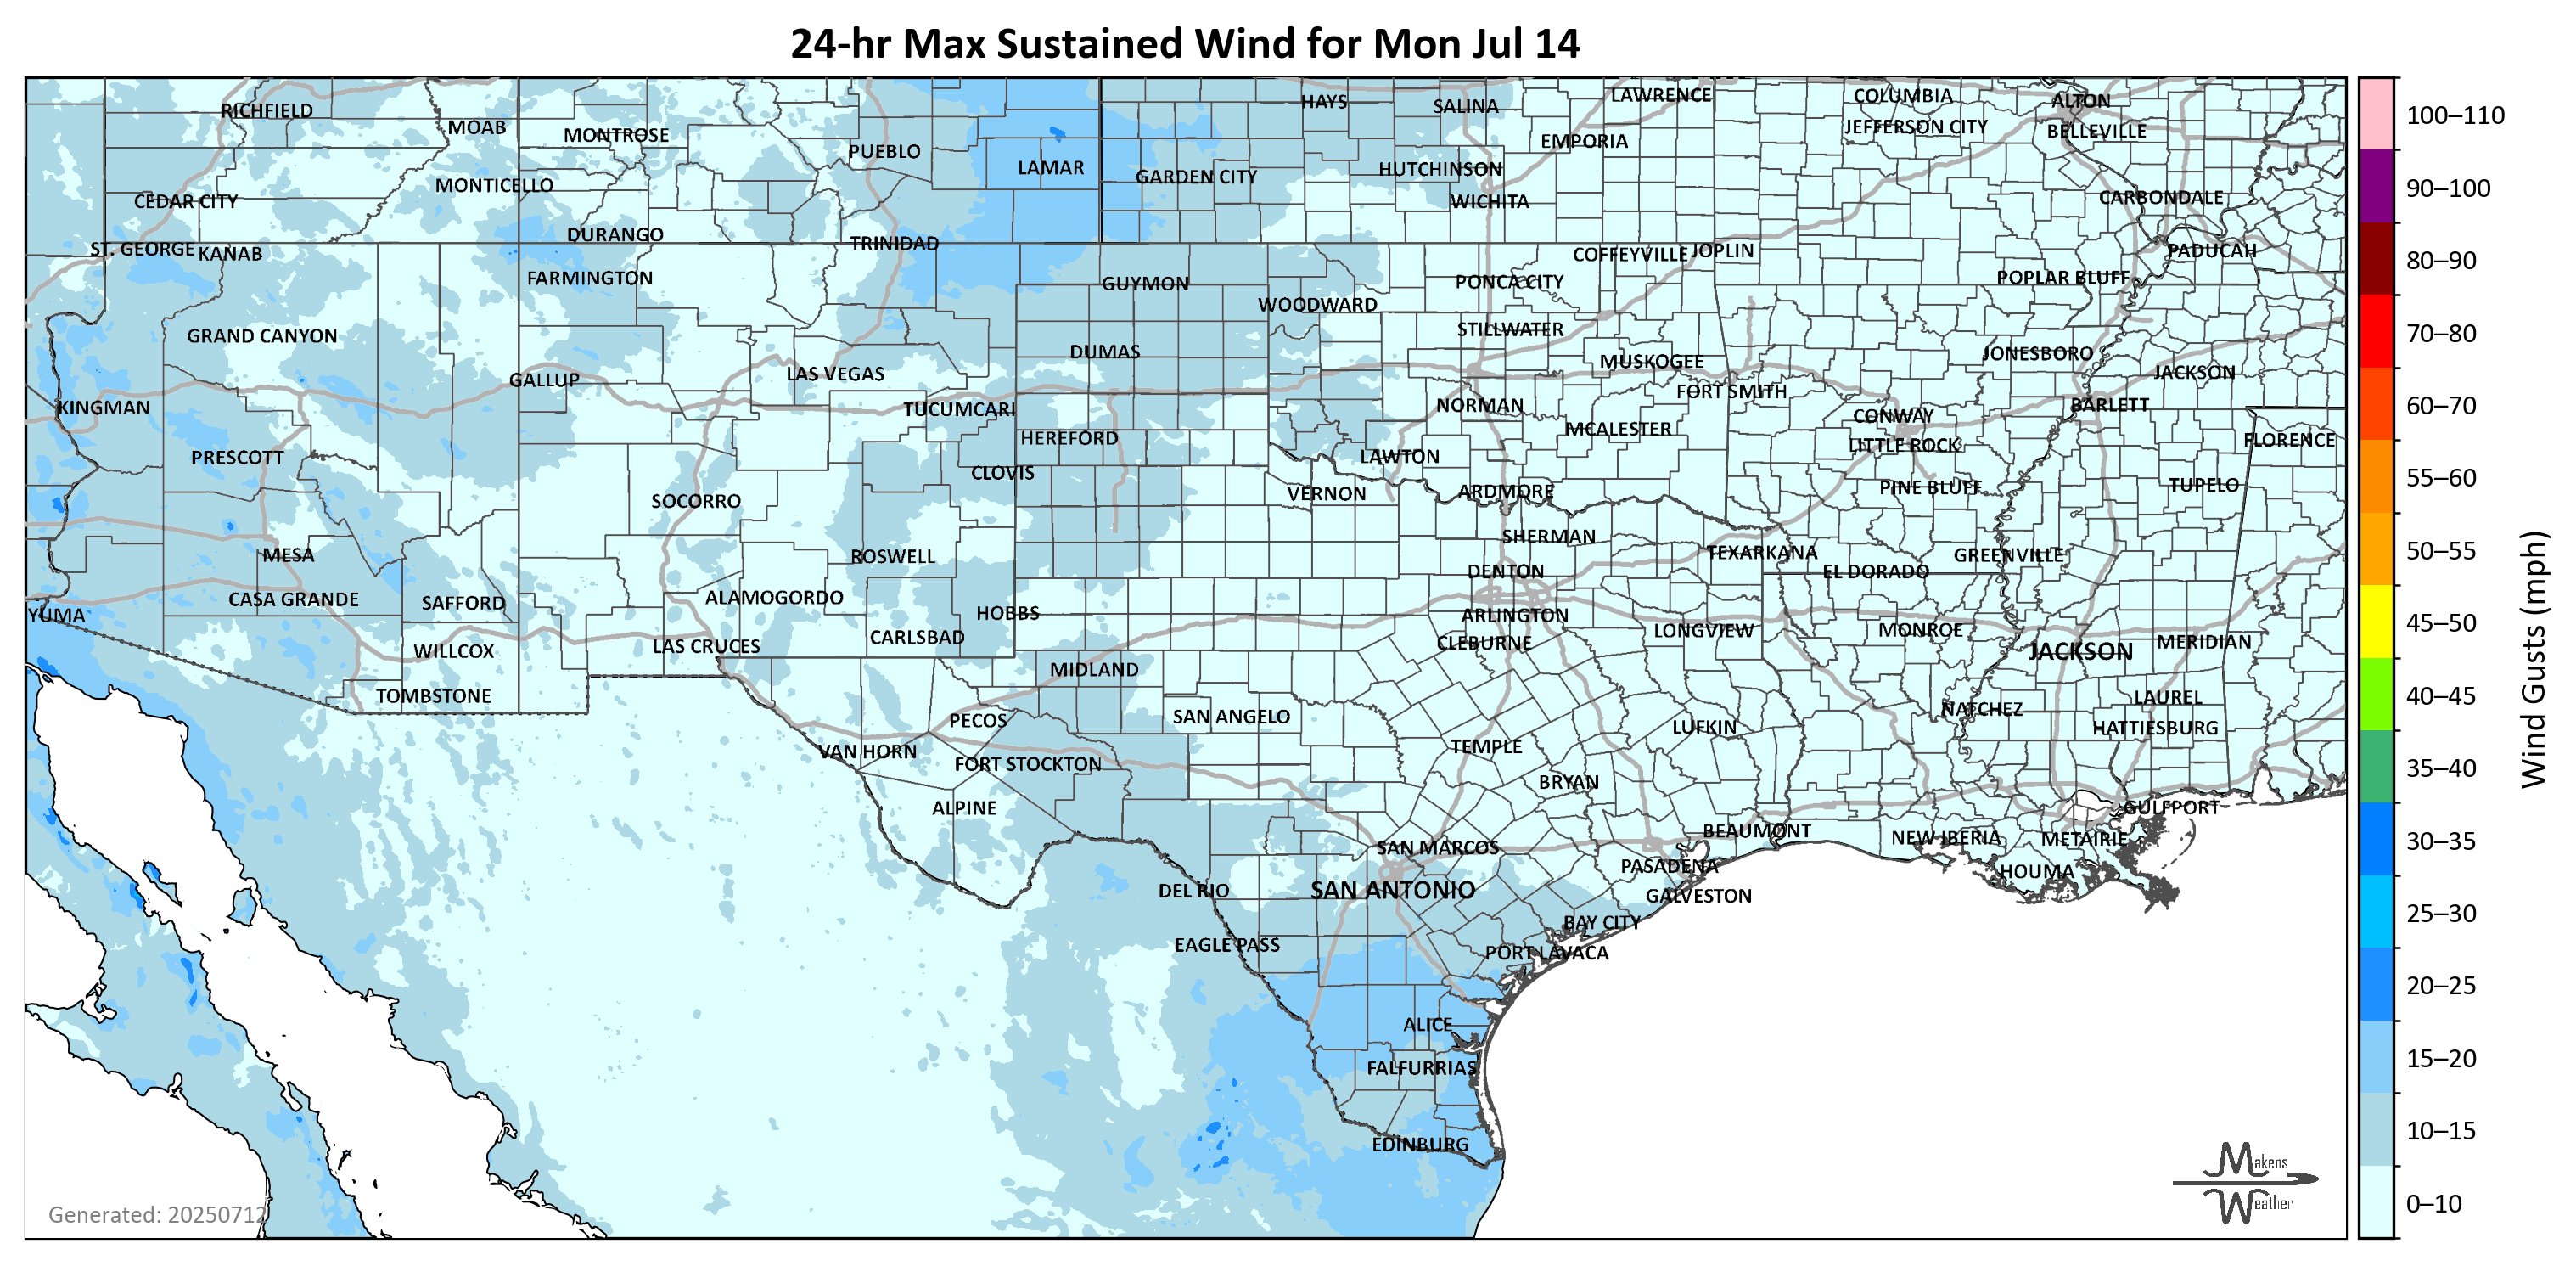 24-hr Max Sustained Wind for Mon Jul 14
RICHFIELD
MOAB
MONTROSE
PUEBLO
LAMAR
HAYS
SALINA
LAWRENCE
EMPORIA
COLUMBIA
JEFFERSON CITY
ALTON
BELLEVILLE
MONTICELLO
CEDAR CITY
GARDEN CITY
HUTCHINSON
WICHITA
CARBONDALE
ST. GEORGE
KANAB
DURANGO
TRINIDAD
FARMINGTON
GUYMON
WOODWARD
PONCA CITY
COFFEYVILLE
JOPLIN
POPLAR BLUFF
PADUCAH
GRAND CANYON
DUMAS
STILLWATER
MUSKOGEE
JONESBORO
JACKSON
GALLUP
LAS VEGAS
FORT SMITH
KINGMAN
TUCUMCARI
NORMAN
CONWAY
BARLETT
HEREFORD
MCALESTER
LITTLE ROCK
FLORENCE
PRESCOTT
CLOVIS
LAWTON
SOCORRO
VERNON
ARDMORE
PINE BLUFF
TUPELO
MESA
ROSWELL
SHERMAN
TEXARKANA
GREENVILLE
DENTON
EL DORADO
CASA GRANDE
SAFFORD
ALAMOGORDO
HOBBS
ARLINGTON
YUMA
WILLCOX
LAS CRUCES
CARLSBAD
CLEBURNE
LONGVIEW
MONROE
JACKSON
MERIDIAN
MIDLAND
TOMBSTONE
PECOS
SAN ANGELO
LUFKIN
NATCHEZ
LAUREL
HATTIESBURG
VAN HORN
FORT STOCKTON
TEMPLE
BRYAN
ALPINE
GULFPORT
SAN MARCOS
BEAUMONT
NEW IBERIA
METAIRIE
PASADENA
HOUMA
DEL RIO
SAN ANTONIO
GALVESTON
BAY CITY
EAGLE PASS
PORT LAVACA
ALICE
FALFURRIAS
EDINBURG
Generated: 20250712
Makens
Weather
100–110
90–100
80–90
70–80
60–70
55–60
50–55
45–50
40–45
35–40
30–35
25–30
20–25
15–20
10–15
0–10
Wind Gusts (mph)